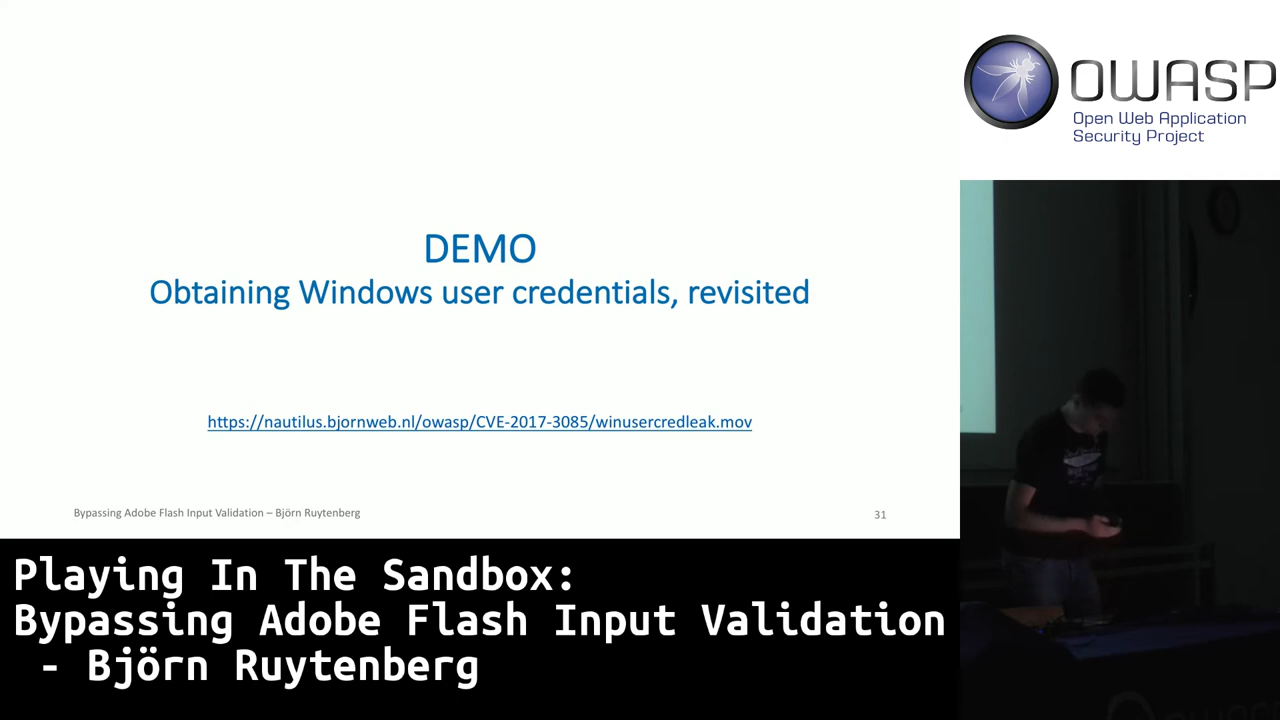 DEMO
Obtaining Windows user credentials, revisited
https://nautilus.bjornweb.nl/owasp/CVE-2017-3085/winusercredleak.mov
Bypassing Adobe Flash Input Validation – Björn Ruytenberg
31
OWASP
Open Web Application
Security Project
Playing In The Sandbox:
Bypassing Adobe Flash Input Validation
- Björn Ruytenberg